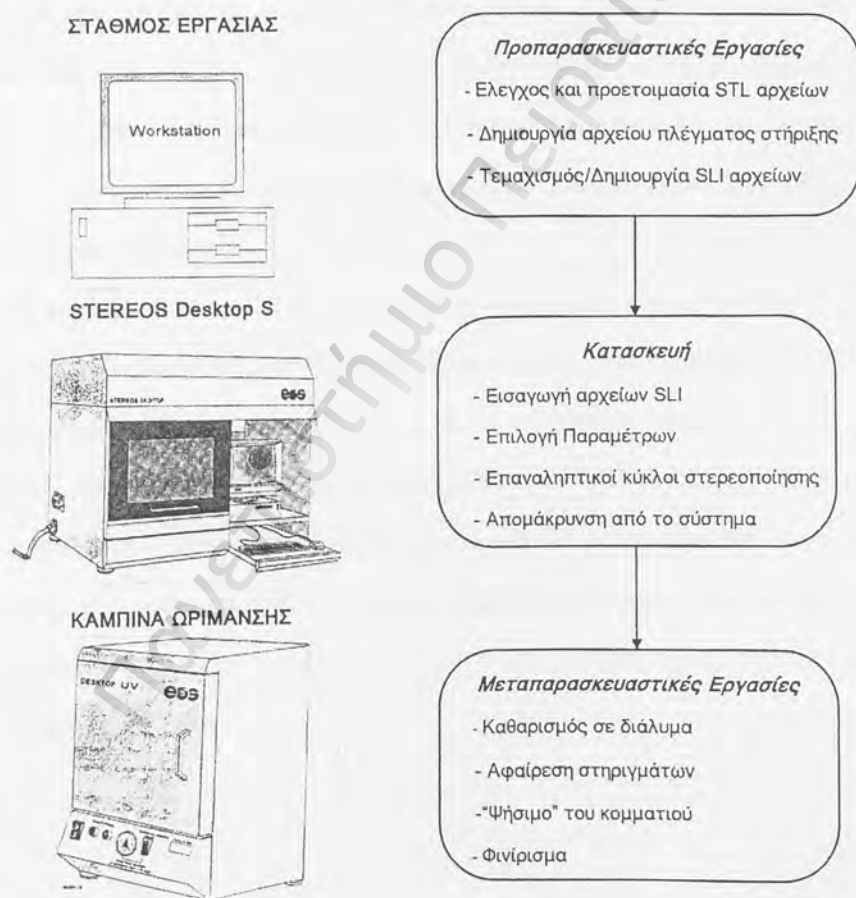 ΣΤΑΘΜΟΣ ΕΡΓΑΣΙΑΣ
Workstation
Προπαρασκευαστικές Εργασίες
- Ελεγχος και προετοιμασία STL αρχείων
- Δημιουργία αρχείου πλέγματος στήριξης
- Τεμαχισμός/Δημιουργία SLI αρχείων
STEREOS Desktop S
STEREOS DESKTOP
eos
Κατασκευή
- Εισαγωγή αρχείων SLI
- Επιλογή Παραμέτρων
- Επαναληπτικοί κύκλοι στερεοποίησης
- Απομάκρυνση από το σύστημα
ΚΑΜΠΙΝΑ ΩΡΙΜΑΝΣΗΣ
DESKTOP UV
eos
Μεταπαρασκευαστικές Εργασίες
- Καθαρισμός σε διάλυμα
- Αφαίρεση στηριγμάτων
-"Ψήσιμο" του κομματιού
- Φινίρισμα
Πανεπιστήμιο Πειραιώ